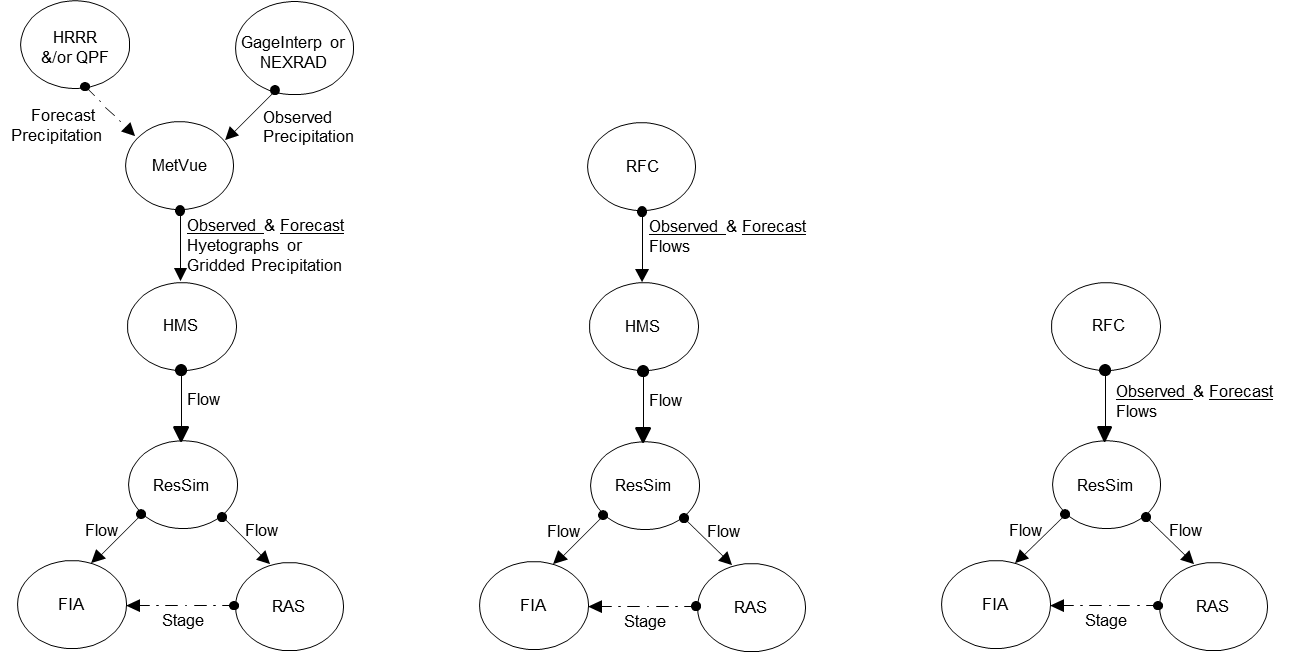 HRRR
&/or QPF
GageInterp or
NEXRAD
Forecast
Precipitation
Observed
Precipitation
MetVue
Observed & Forecast
Hyetographs or
Gridded Precipitation
HMS
Flow
ResSim
Flow
Flow
FIA
RAS
Stage
RFC
Observed & Forecast
Flows
HMS
Flow
ResSim
Flow
Flow
FIA
RAS
Stage
RFC
Observed & Forecast
Flows
ResSim
Flow
Flow
FIA
RAS
Stage